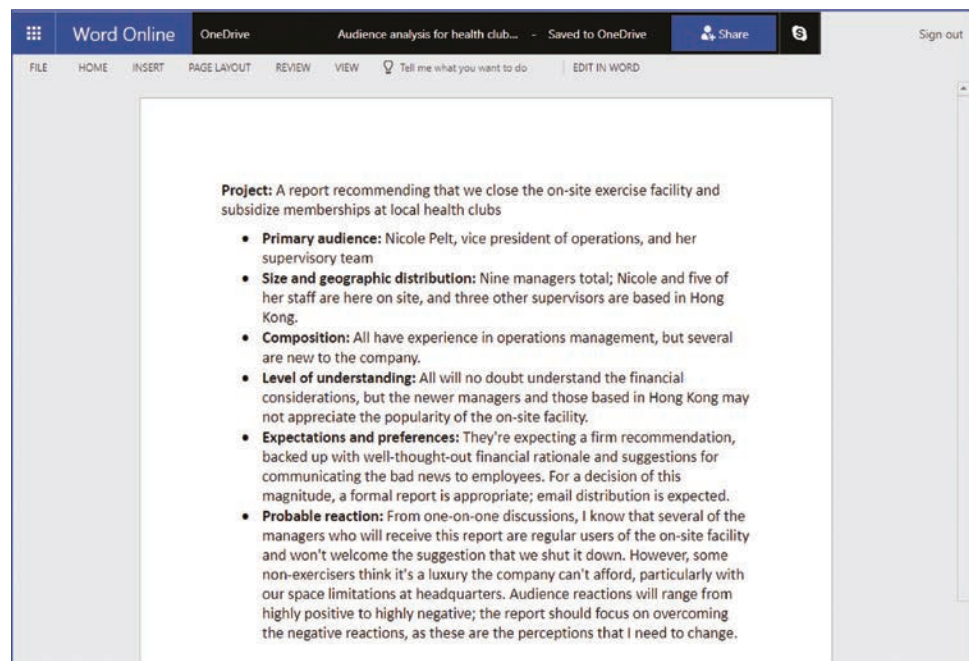 Word Online OneDrive Audience analysis for health club... - Saved to OneDrive Share Sign out
FILE HOME INSERT PAGE LAYOUT REVIEW VIEW Tell me what you want to do EDIT IN WORD
Project: A report recommending that we close the on-site exercise facility and
subsidize memberships at local health clubs
• Primary audience: Nicole Pelt, vice president of operations, and her
supervisory team
• Size and geographic distribution: Nine managers total; Nicole and five of
her staff are here on site, and three other supervisors are based in Hong
Kong.
• Composition: All have experience in operations management, but several
are new to the company.
• Level of understanding: All will no doubt understand the financial
considerations, but the newer managers and those based in Hong Kong may
not appreciate the popularity of the on-site facility.
• Expectations and preferences: They're expecting a firm recommendation,
backed up with well-thought-out financial rationale and suggestions for
communicating the bad news to employees. For a decision of this
magnitude, a formal report is appropriate; email distribution is expected.
• Probable reaction: From one-on-one discussions, I know that several of the
managers who will receive this report are regular users of the on-site facility
and won't welcome the suggestion that we shut it down. However, some
non-exercisers think it's a luxury the company can't afford, particularly with
our space limitations at headquarters. Audience reactions will range from
highly positive to highly negative; the report should focus on overcoming
the negative reactions, as these are the perceptions that I need to change.